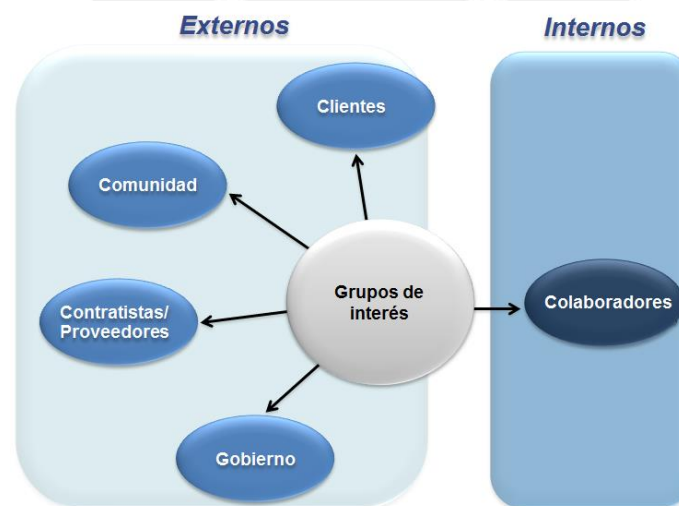 Externos
Internos
Clientes
Comunidad
Grupos de
interés
Colaboradores
Contratistas/
Proveedores
Gobierno